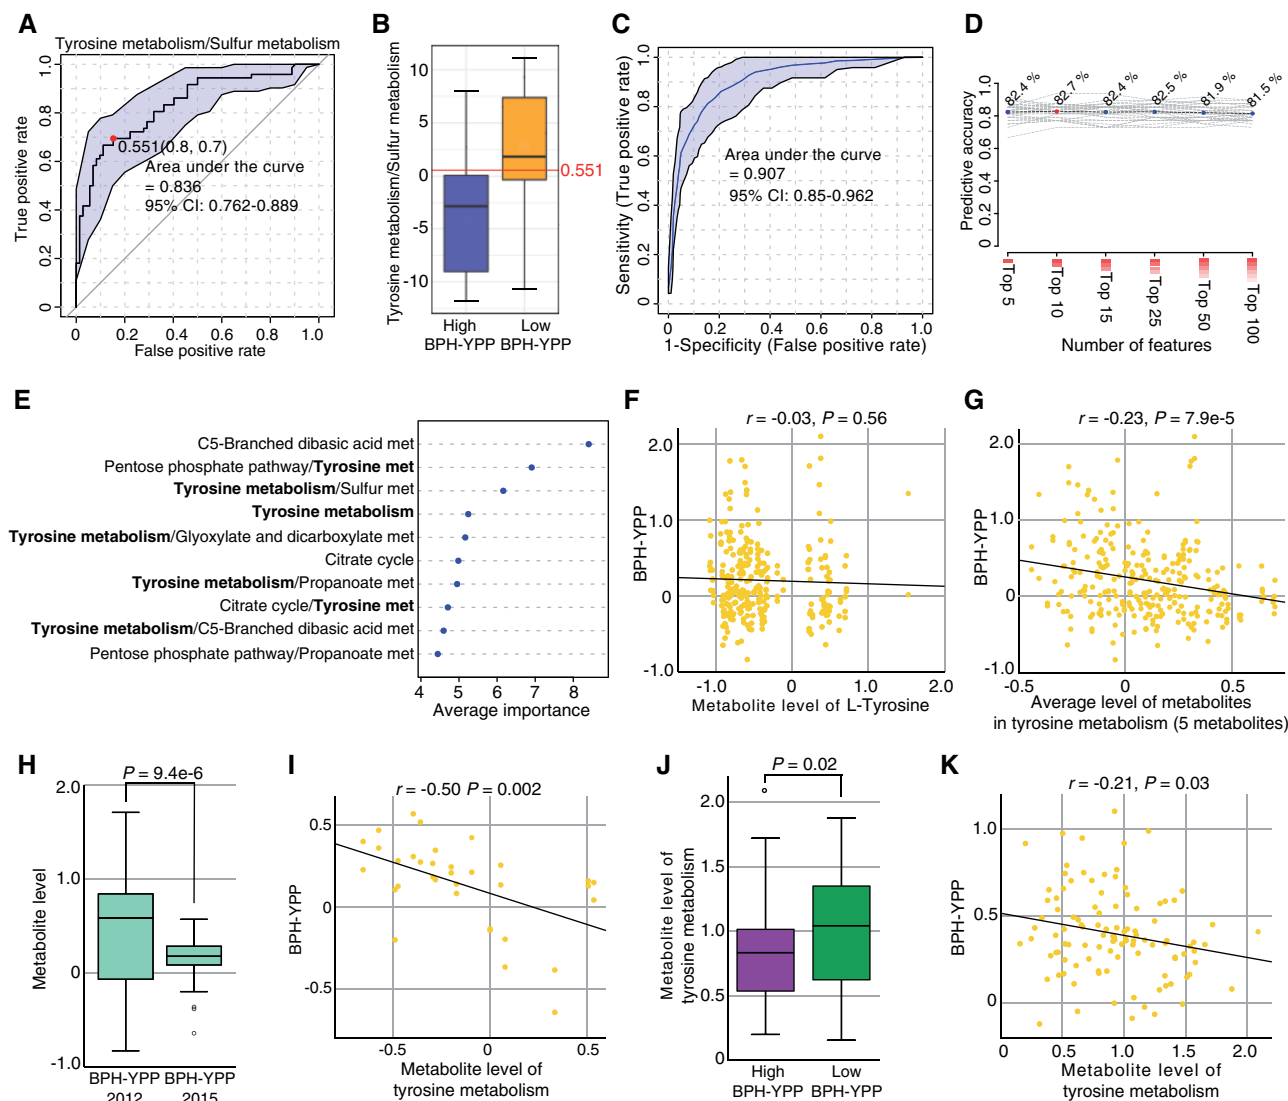 A
Tyrosine metabolism/Sulfur metabolism
True positive rate
1.0
0.8
0.6
0.4
0.2
0
0.551(0.8, 0.7)
Area under the curve
= 0.836
95% CI: 0.762-0.889
0 0.2 0.4 0.6 0.8 1.0
False positive rate
B
Tyrosine metabolism/Sulfur metabolism
10
5
0
-5
-10
0.551
High BPH-YPP
Low BPH-YPP
C
Sensitivity (True positive rate)
1.0
0.8
0.6
0.4
0.2
0
Area under the curve
= 0.907
95% CI: 0.85-0.962
0 0.2 0.4 0.6 0.8 1.0
1-Specificity (False positive rate)
D
Predictive accuracy
1.0
0.8
0.6
0.4
0.2
0
82.4 % 82.7 % 82.4 % 82.5 % 81.9 % 81.5 %
Top 5 Top 10 Top 15 Top 25 Top 50 Top 100
Number of features
E
C5-Branched dibasic acid met
Pentose phosphate pathway/Tyrosine met
Tyrosine metabolism/Sulfur met
Tyrosine metabolism
Tyrosine metabolism/Glyoxylate and dicarboxylate met
Citrate cycle
Tyrosine metabolism/Propanoate met
Citrate cycle/Tyrosine met
Tyrosine metabolism/C5-Branched dibasic acid met
Pentose phosphate pathway/Propanoate met
4 5 6 7 8
Average importance
F
r = -0.03, P = 0.56
BPH-YPP
2.0
1.0
0
-1.0
-1.0 0 1.0 2.0
Metabolite level of L-Tyrosine
G
r = -0.23, P = 7.9e-5
BPH-YPP
2.0
1.0
0
-1.0
-0.5 0 0.5
Average level of metabolites
in tyrosine metabolism (5 metabolites)
H
P = 9.4e-6
Metabolite level
2.0
1.0
0
-1.0
BPH-YPP 2012
BPH-YPP 2015
I
r = -0.50 P = 0.002
BPH-YPP
0.5
0
-0.5
-0.5 0 0.5
Metabolite level of
tyrosine metabolism
J
P = 0.02
Metabolite level of
tyrosine metabolism
2.0
1.5
1.0
0.5
0
High BPH-YPP
Low BPH-YPP
K
r = -0.21, P = 0.03
BPH-YPP
1.0
0.5
0
0 0.5 1.0 1.5 2.0
Metabolite level of
tyrosine metabolism